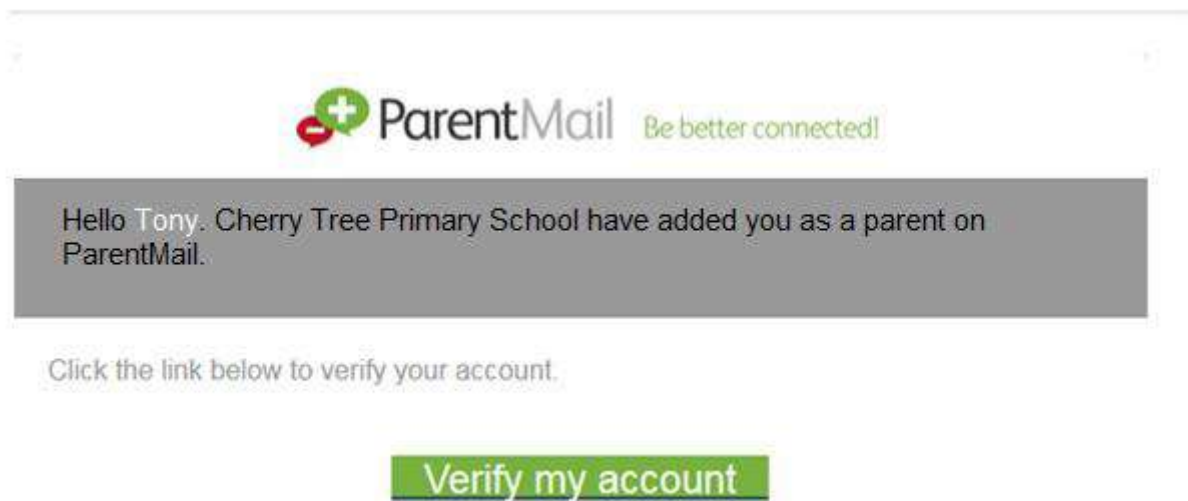 ParentMail Be better connected!
Hello Tony. Cherry Tree Primary School have added you as a parent on
ParentMail.
Click the link below to verify your account.
Verify my account